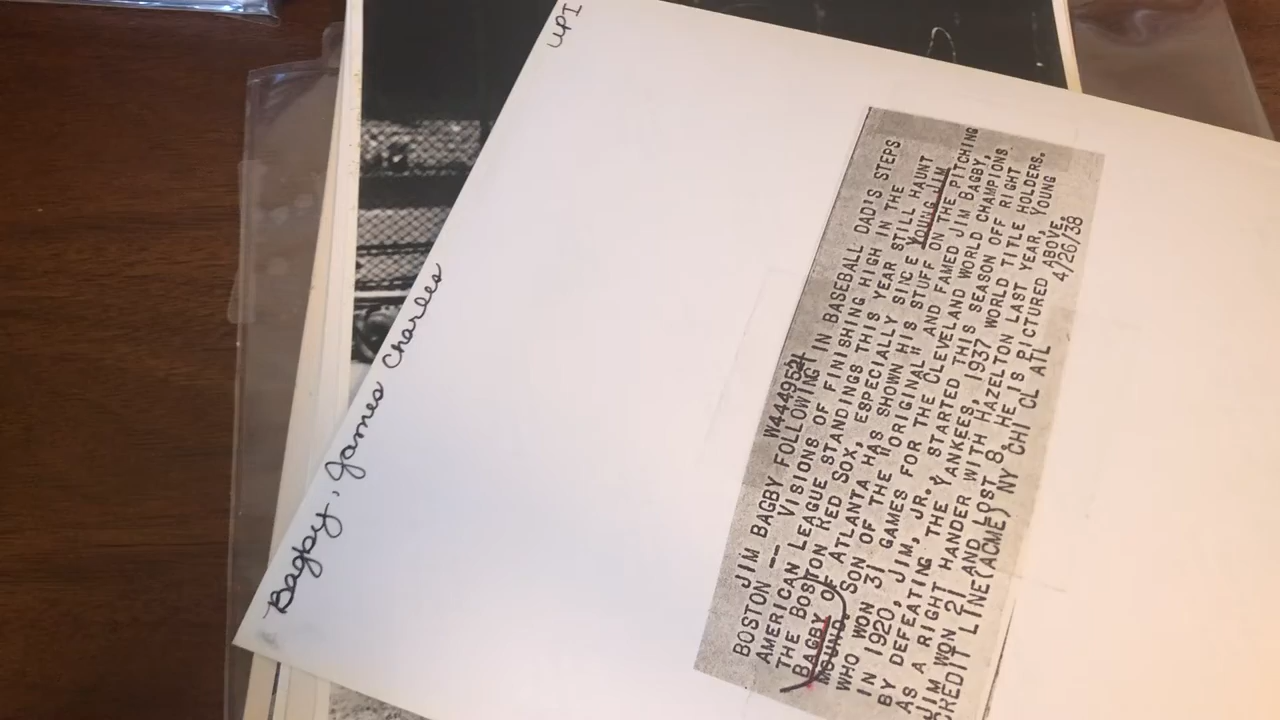 UPI
Bagby, James Charles
W4449524
JIM BAGBY FOLLOWING IN BASEBALL DAD'S STEPS
BOSTON -- VISIONS OF FINISHING HIGH IN THE
AMERICAN LEAGUE STANDINGS THIS YEAR STILL HAUNT
THE BOSTON RED SOX, ESPECIALLY SINCE YOUNG JIM
BAGBY OF ATLANTA HAS SHOWN HIS STUFF ON THE PITCHING
MOUND. SON OF THE "ORIGINAL" AND FAMED JIM BAGBY,
WHO WON 31 GAMES FOR THE CLEVELAND WORLD CHAMPIONS
IN 1920, JIM, JR., STARTED THIS SEASON OFF RIGHT
BY DEFEATING THE YANKEES, 1937 WORLD TITLE HOLDERS.
AS A RIGHT HANDER WITH HAZELTON LAST YEAR, YOUNG
JIM WON 21 AND LOST 8. HE IS PICTURED ABOVE.
CREDIT LINE (ACME) NY CHI CL ATL 4/26/38